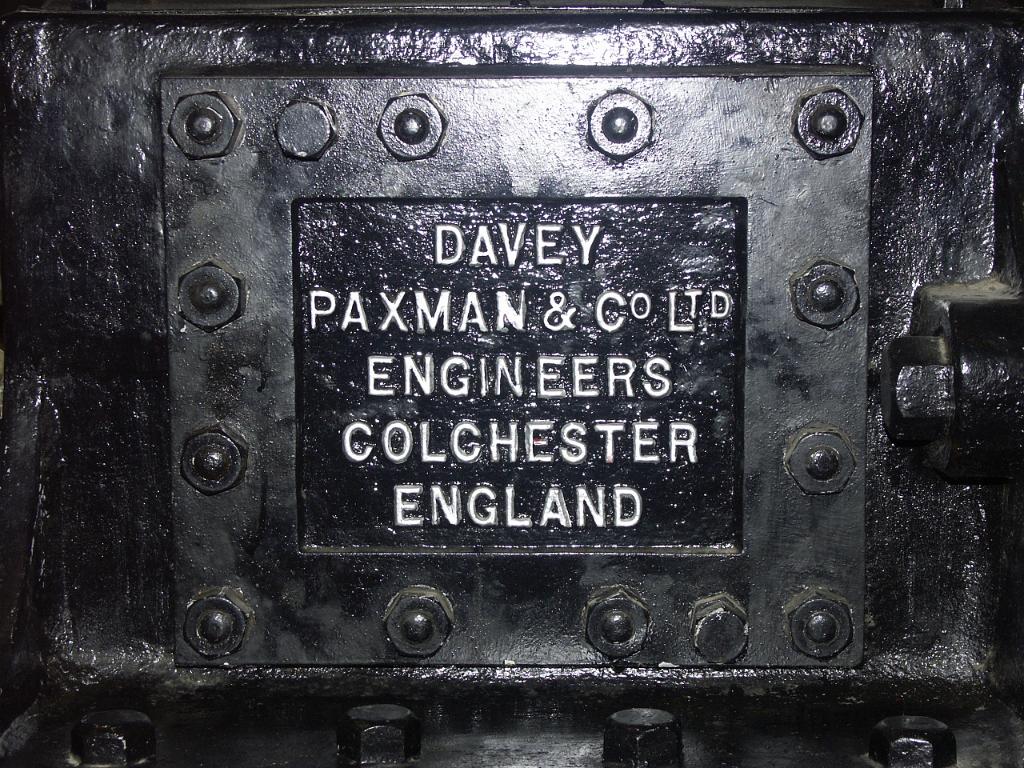 DAVEY
PAXMAN & Co LTD
ENGINEERS
COLCHESTER
ENGLAND